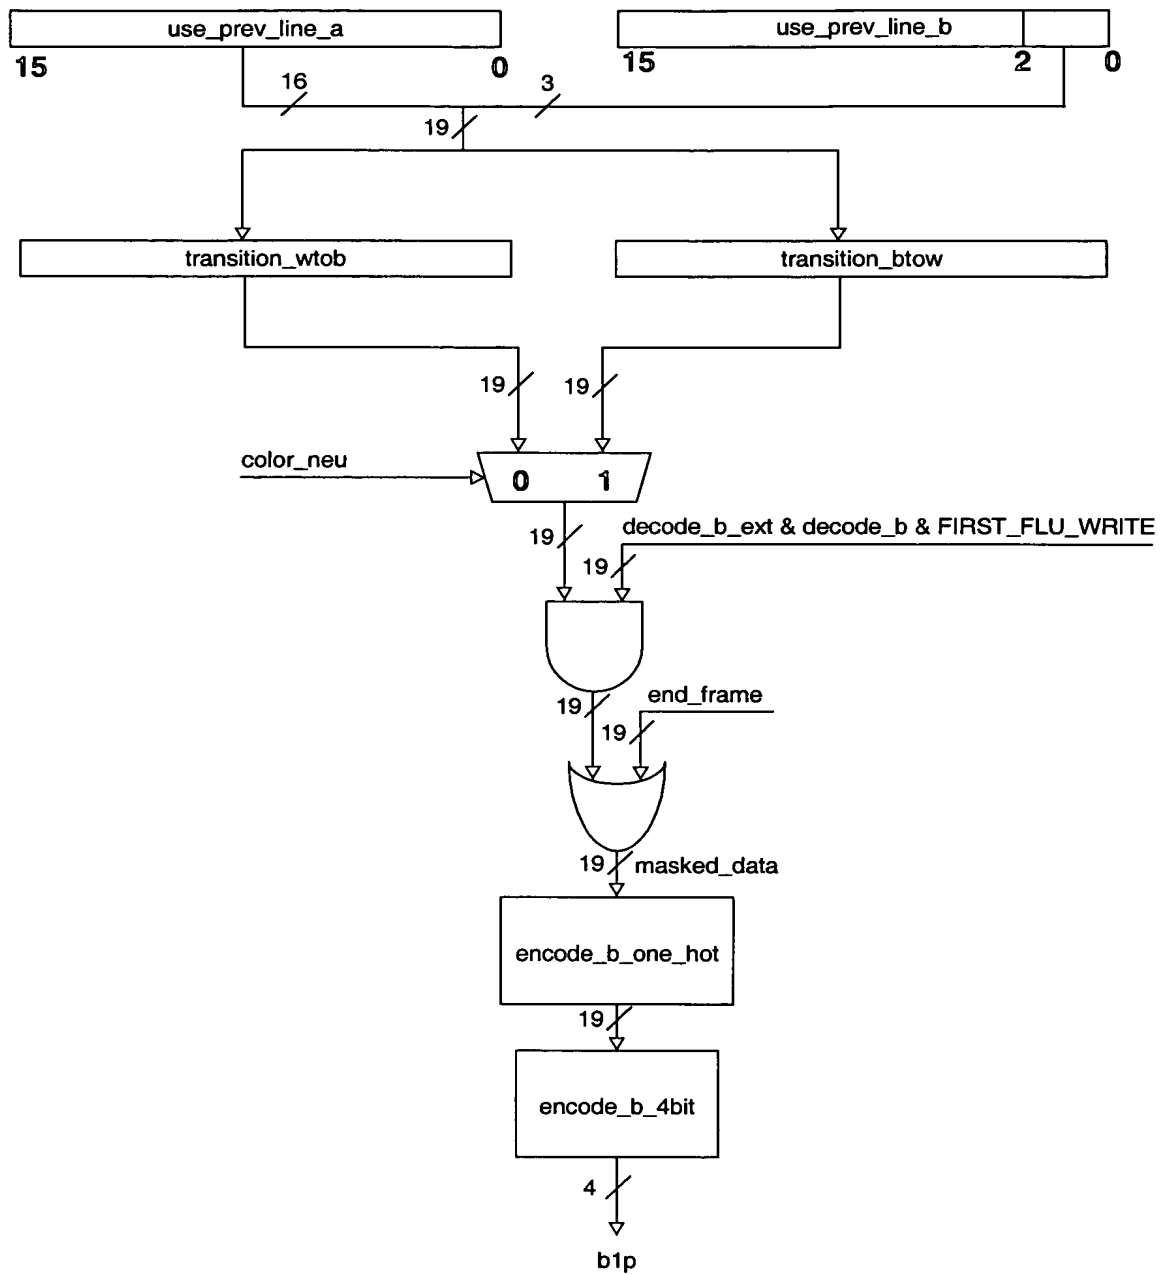 use_prev_line_a
use_prev_line_b
15
0
15
2
0
16
3
19
transition_wtob
transition_btow
19
19
color_neu
0
1
19
decode_b_ext & decode_b & FIRST_FLU_WRITE
19
19
end_frame
19
19
masked_data
encode_b_one_hot
19
encode_b_4bit
4
b1p